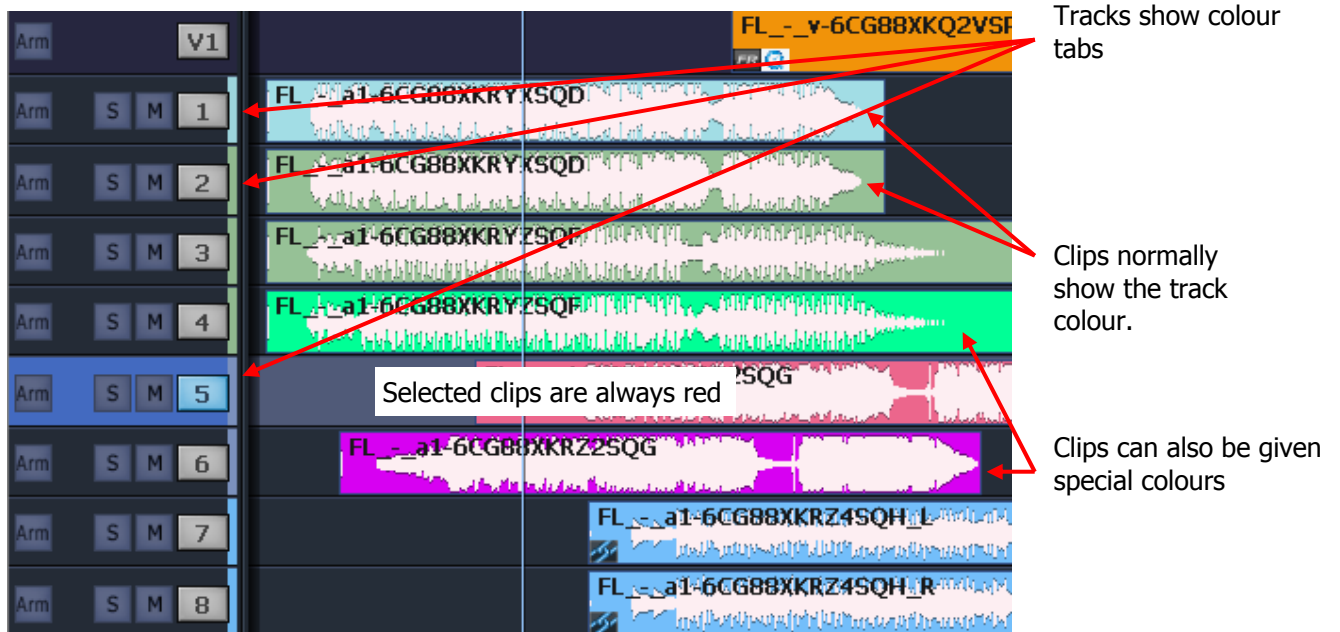 Tracks show colour
tabs
Arm V1 FL_-_v-6CG88XKQ2VSR
Arm S M 1 FL_-_a1-6CG88XKRYXSQD
Arm S M 2 FL_-_a1-6CG88XKRYXSQD
Arm S M 3 FL_-_a1-6CG88XKRYZSQF
Clips normally
show the track
colour.
Arm S M 4 FL_-_a1-6CG88XKRYZSQF
Arm S M 5 2SQG
Selected clips are always red
Arm S M 6 FL_-_a1-6CG88XKRZ2SQG
Clips can also be given
special colours
Arm S M 7 FL_-_a1-6CG88XKRZ4SQH_L
Arm S M 8 FL_-_a1-6CG88XKRZ4SQH_R